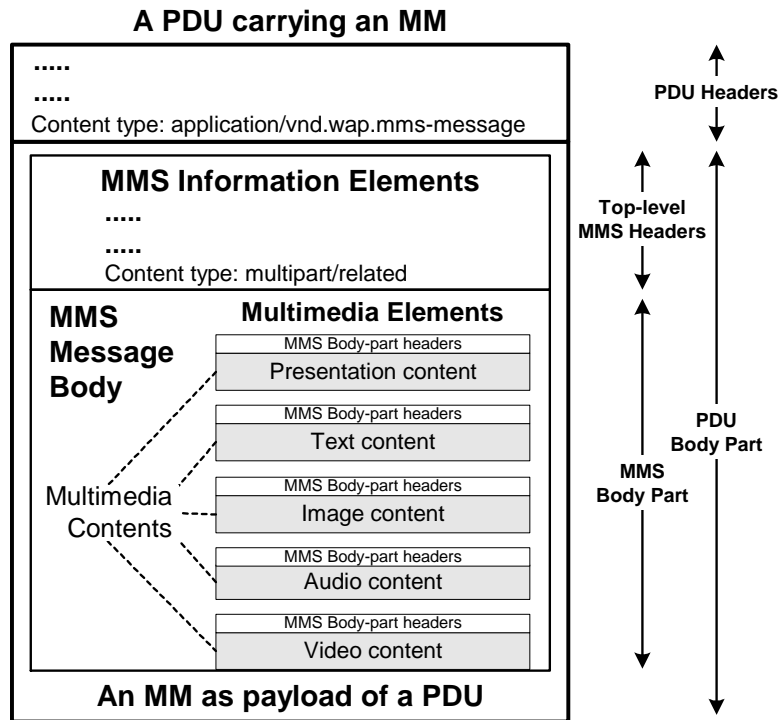 A PDU carrying an MM
.....
.....
Content type: application/vnd.wap.mms-message
PDU Headers
MMS Information Elements
.....
.....
Content type: multipart/related
Top-level
MMS Headers
MMS
Message
Body
Multimedia Elements
MMS Body-part headers
Presentation content
MMS Body-part headers
Text content
MMS Body-part headers
Image content
MMS Body-part headers
Audio content
MMS Body-part headers
Video content
Multimedia
Contents
MMS
Body Part
PDU
Body Part
An MM as payload of a PDU